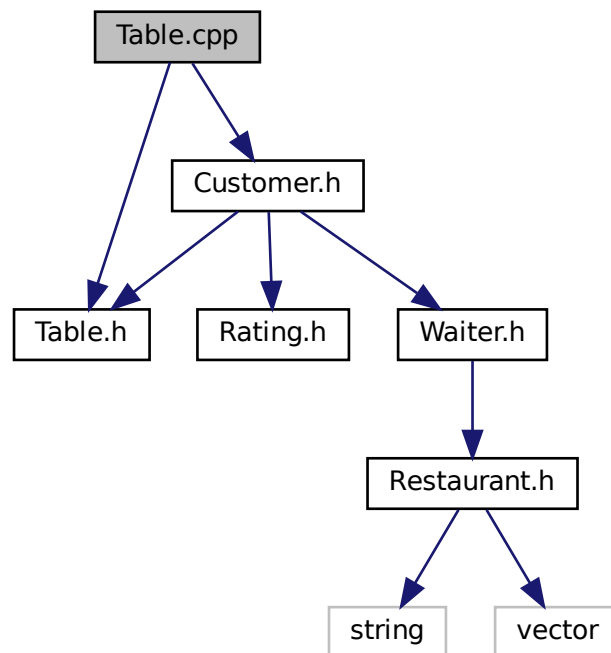 Table.cpp
Customer.h
Table.h
Rating.h
Waiter.h
Restaurant.h
string
vector